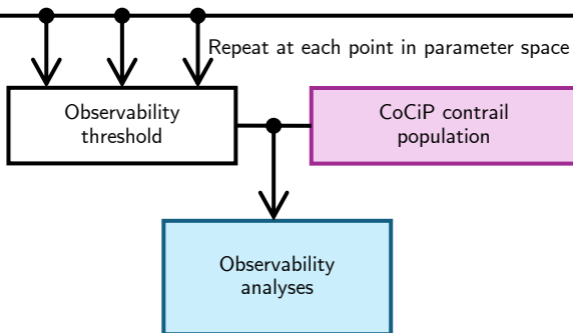 Repeat at each point in parameter space
Observability
threshold
CoCiP contrail
population
Observability
analyses